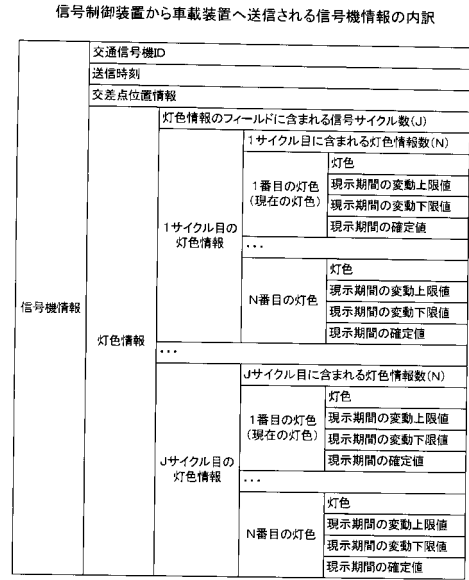 信号制御装置から車載装置へ送信される信号機情報の内訳
信号機情報
交通信号機ID
送信時刻
交差点位置情報
灯色情報
灯色情報のフィールドに含まれる信号サイクル数(J)
1サイクル目の
灯色情報
1サイクル目に含まれる灯色情報数(N)
1番目の灯色
(現在の灯色)
灯色
現示期間の変動上限値
現示期間の変動下限値
現示期間の確定値
...
N番目の灯色
灯色
現示期間の変動上限値
現示期間の変動下限値
現示期間の確定値
...
Jサイクル目の
灯色情報
Jサイクル目に含まれる灯色情報数(N)
1番目の灯色
(現在の灯色)
灯色
現示期間の変動上限値
現示期間の変動下限値
現示期間の確定値
...
N番目の灯色
灯色
現示期間の変動上限値
現示期間の変動下限値
現示期間の確定値